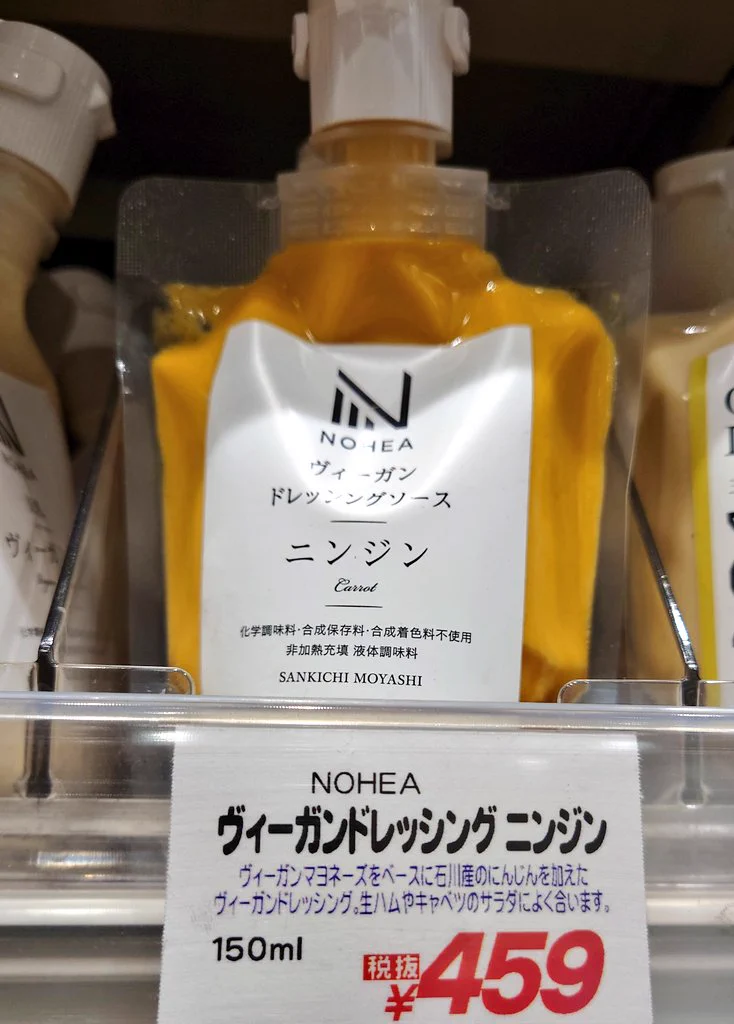 NOHEA
ヴィーガン
ドレッシングソース
ニンジン
Carrot
化学調味料・合成保存料・合成着色料不使用
非加熱充填 液体調味料
SANKICHI MOYASHI
NOHEA
NOHEA
ヴィーガンドレッシング ニンジン
ヴィーガンマヨネーズをベースに石川産のにんじんを加えた
ヴィーガンドレッシング。生ハムやキャベツのサラダによく合います。
150ml
税抜
¥459